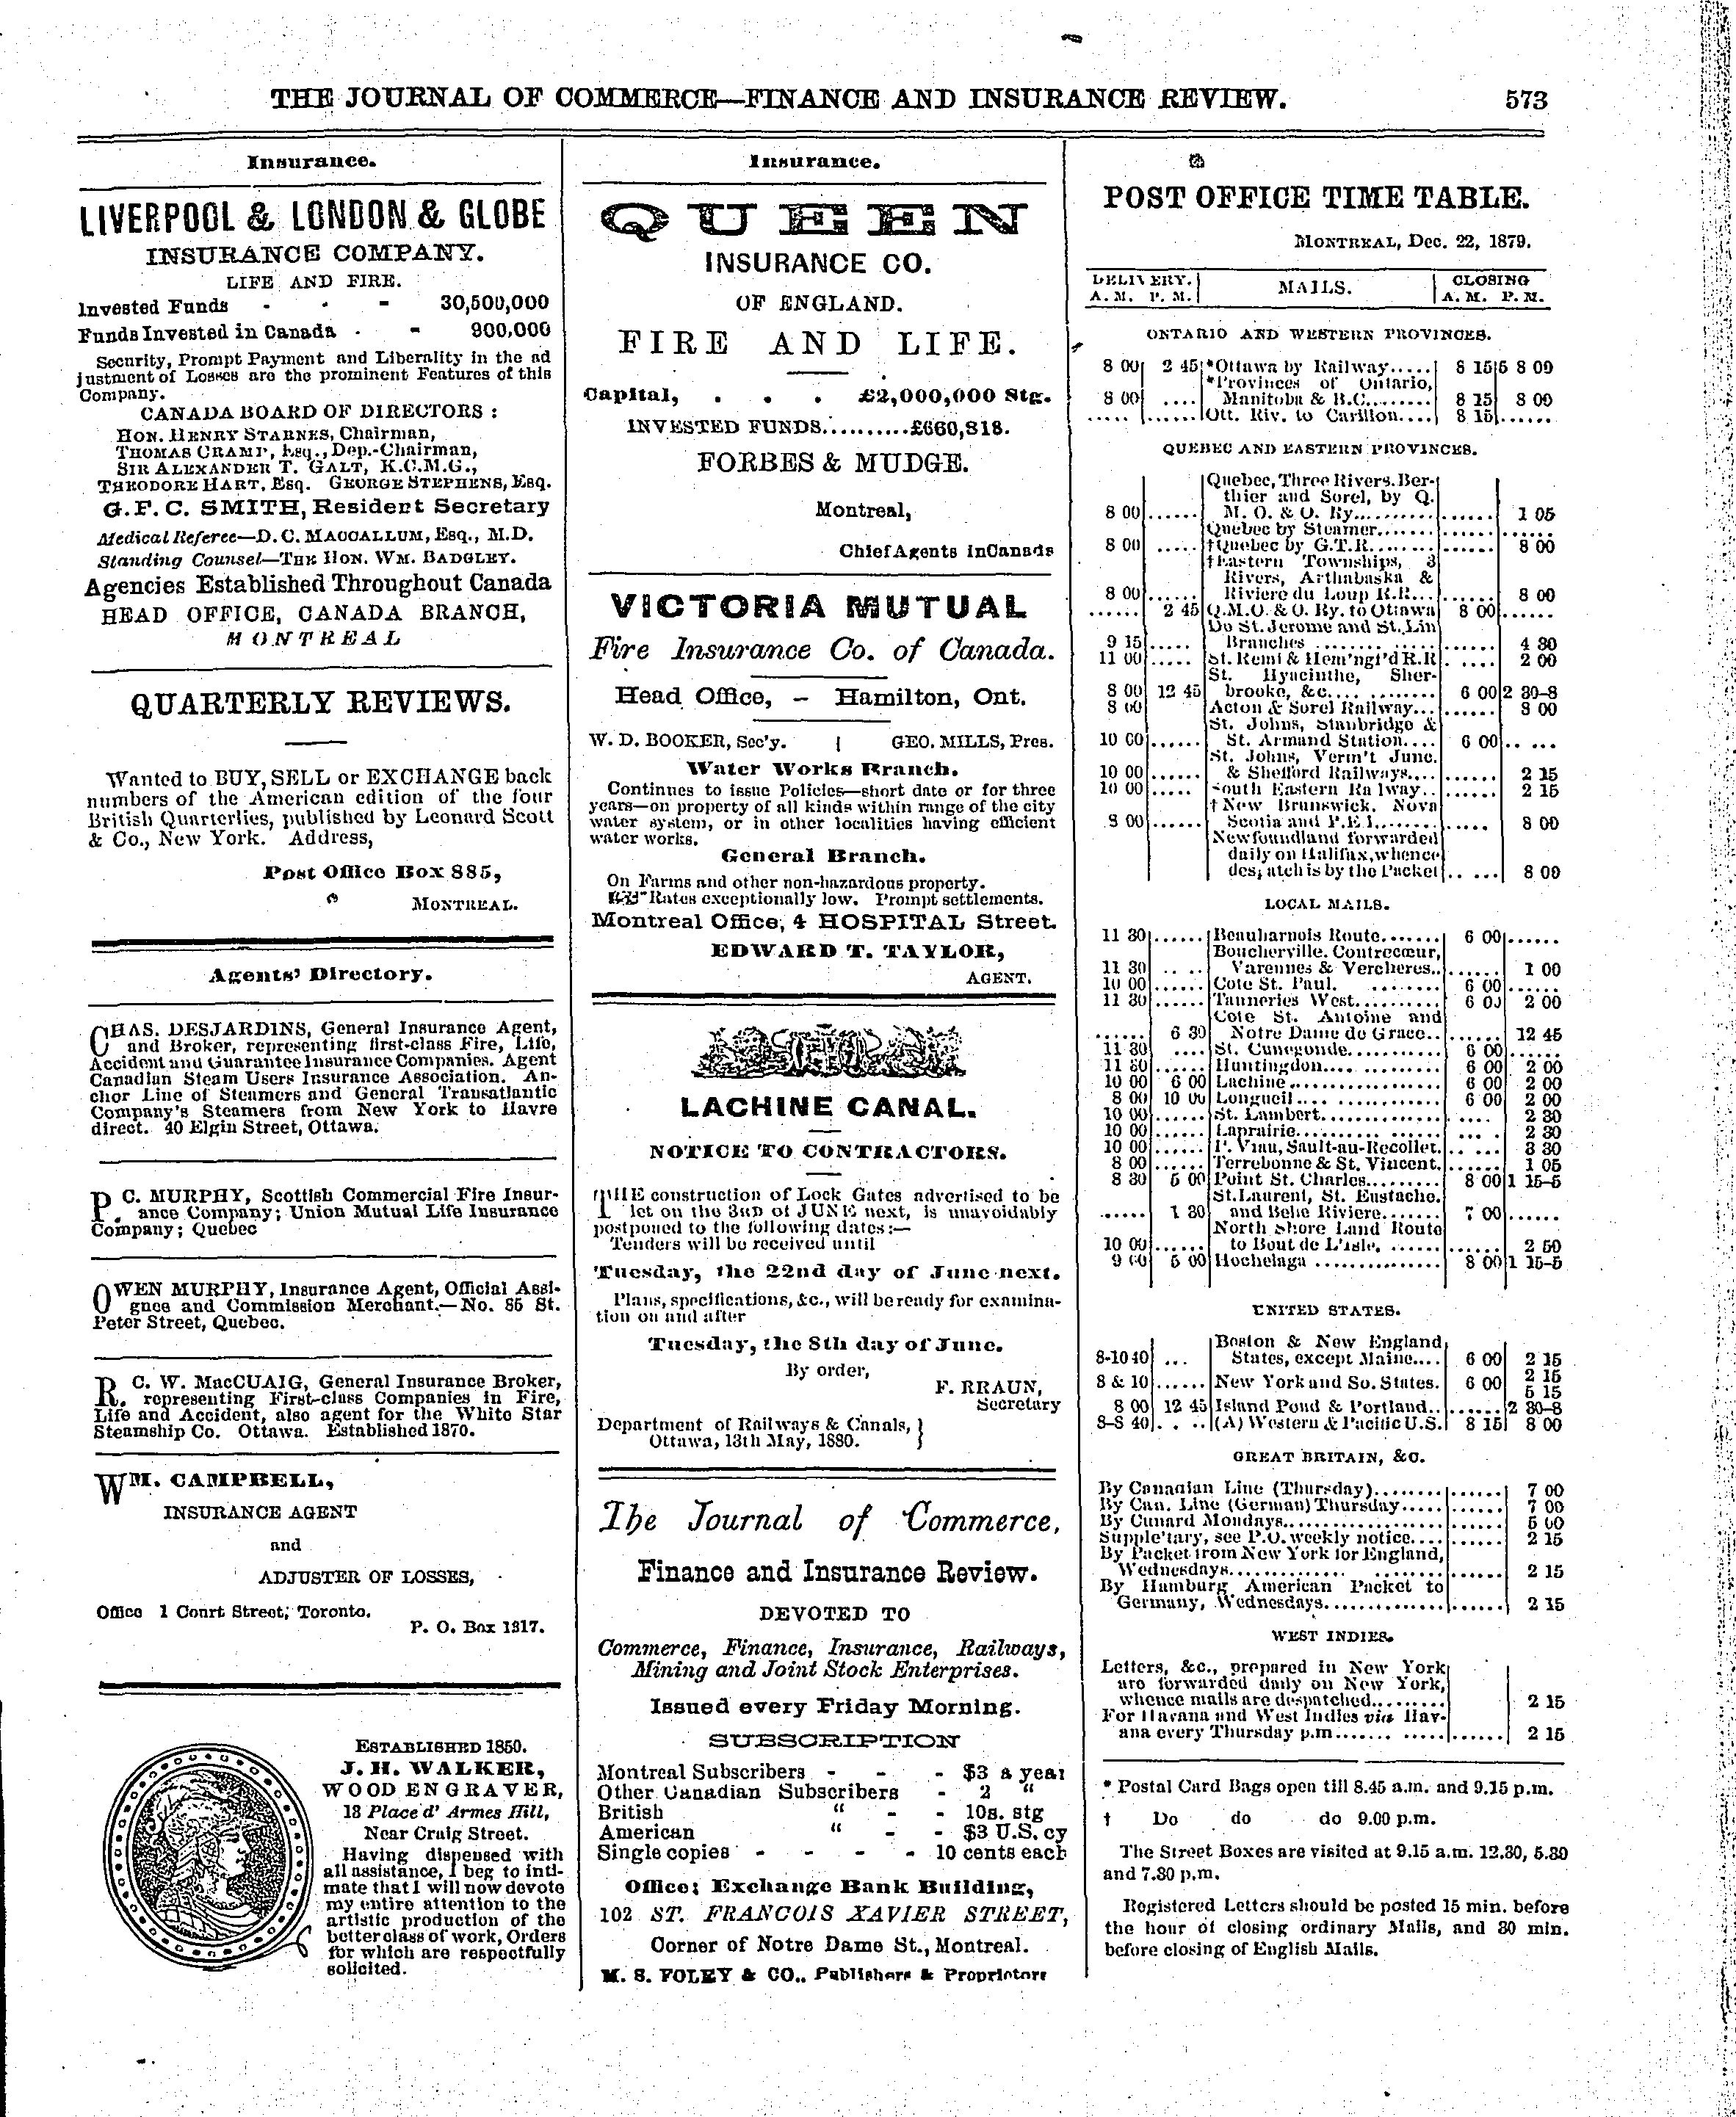 THE JOURNAL OF COMMERCE—FINANCE AND INSURANCE REVIEW. 573
Insurance.
LIVERPOOL & LONDON & GLOBE
INSURANCE COMPANY.
LIFE AND FIRE.
Invested Funds - - - 30,500,000
Funds Invested in Canada - - 900,000
Security, Prompt Payment and Liberality in the ad
justment of Losses are the prominent Features of this
Company.
CANADA BOARD OF DIRECTORS :
HON. HENRY STARNES, Chairman,
THOMAS CRAMP, Esq., Dep.-Chairman,
SIR ALEXANDER T. GALT, K.C.M.G.,
THEODORE HART, Esq. GEORGE STEPHENS, Esq.
G. F. C. SMITH, Resident Secretary
Medical Referee—D. C. MACCALLUM, Esq., M.D.
Standing Counsel—THE HON. WM. BADGLEY.
Agencies Established Throughout Canada
HEAD OFFICE, CANADA BRANCH,
MONTREAL
QUARTERLY REVIEWS.
Wanted to BUY, SELL or EXCHANGE back
numbers of the American edition of the four
British Quarterlies, published by Leonard Scott
& Co., New York. Address,
Post Office Box 885,
MONTREAL.
Agents' Directory.
CHAS. DESJARDINS, General Insurance Agent,
and Broker, representing first-class Fire, Life,
Accident and Guarantee Insurance Companies. Agent
Canadian Steam Users Insurance Association. An-
chor Line of Steamers and General Transatlantic
Company's Steamers from New York to Havre
direct. 40 Elgin Street, Ottawa.
P. C. MURPHY, Scottish Commercial Fire Insur-
ance Company; Union Mutual Life Insurance
Company; Quebec
OWEN MURPHY, Insurance Agent, Official Assi-
gnee and Commission Merchant.—No. 85 St.
Peter Street, Quebec.
R. C. W. MacCUAIG, General Insurance Broker,
representing First-class Companies in Fire,
Life and Accident, also agent for the White Star
Steamship Co. Ottawa. Established 1870.
WM. CAMPBELL,
INSURANCE AGENT
and
ADJUSTER OF LOSSES,
Office 1 Court Street, Toronto.
P. O. Box 1317.
ESTABLISHED 1850.
J. H. WALKER,
WOOD ENGRAVER,
13 Place d' Armes Hill,
Near Craig Street.
Having dispensed with
all assistance, I beg to inti-
mate that I will now devote
my entire attention to the
artistic production of the
better class of work, Orders
for which are respectfully
solicited.
Insurance.
QUEEN
INSURANCE CO.
OF ENGLAND.
FIRE AND LIFE.
Capital, . . . £2,000,000 Stg.
INVESTED FUNDS..........£660,818.
FORBES & MUDGE.
Montreal,
Chief Agents in Canada
VICTORIA MUTUAL
Fire Insurance Co. of Canada.
Head Office, - Hamilton, Ont.
W. D. BOOKER, Sec'y. | GEO. MILLS, Pres.
Water Works Branch.
Continues to issue Policies—short date or for three
years—on property of all kinds within range of the city
water system, or in other localities having efficient
water works.
General Branch.
On Farms and other non-hazardous property.
Rates exceptionally low. Prompt settlements.
Montreal Office, 4 HOSPITAL Street.
EDWARD T. TAYLOR,
AGENT.
LACHINE CANAL.
NOTICE TO CONTRACTORS.
THE construction of Lock Gates advertised to be
let on the 3RD of JUNE next, is unavoidably
postponed to the following dates:—
Tenders will be received until
Tuesday, the 22nd day of June next.
Plans, specifications, &c., will be ready for examina-
tion on and after
Tuesday, the 8th day of June.
By order,
F. BRAUN,
Secretary
Department of Railways & Canals,
Ottawa, 13th May, 1880.
The Journal of Commerce,
Finance and Insurance Review.
DEVOTED TO
Commerce, Finance, Insurance, Railways,
Mining and Joint Stock Enterprises.
Issued every Friday Morning.
SUBSCRIPTION
Montreal Subscribers - - - $3 a year
Other Canadian Subscribers - 2 "
British " - - 10s. stg
American " - - $3 U.S. cy
Single copies - - - - 10 cents each
Office: Exchange Bank Building,
102 ST. FRANCOIS XAVIER STREET,
Corner of Notre Dame St., Montreal.
M. S. FOLEY & CO., Publishers & Proprietors
POST OFFICE TIME TABLE.
MONTREAL, Dec. 22, 1879.
DELIVERY. MAILS. CLOSING
A. M. P. M. A. M. P. M.
ONTARIO AND WESTERN PROVINCES.
8 00 2 45 *Ottawa by Railway..... 8 15 8 00
*Provinces of Ontario,
8 00 .... Manitoba & B.C........ 8 15 8 00
Ott. Riv. to Carillon.... 8 15 ......
QUEBEC AND EASTERN PROVINCES.
Quebec, Three Rivers. Ber-
thier and Sorel, by Q.
8 00 ...... M. O. & O. Ry........... ...... 1 05
Quebec by Steamer........ ......
8 00 ..... †Quebec by G.T.R........ ...... 8 00
†Eastern Townships, 3
Rivers, Arthabaska &
8 00 ...... Riviere du Loup R.R... ...... 8 00
...... 2 45 Q.M.O. & O. Ry. to Ottawa 8 00 ......
Do St. Jerome and St. Lin
9 15 ..... Branches ............. ...... 4 30
11 00 ..... St. Remi & Hem'ngf'd R.R ..... 2 00
St. Hyacinthe, Sher-
8 00 12 45 brooke, &c............ 6 00 2 30-8
8 00 Acton & Sorel Railway... ...... 8 00
St. Johns, Stanbridge &
10 00 ...... St. Armand Station.... 6 00 .. ...
St. Johns, Verm't Junc.
10 00 ...... & Shefford Railways.... ...... 2 15
10 00 ..... South Eastern Railway.. ...... 2 15
†New Brunswick, Nova
8 00 ...... Scotia and P.E.I........ ..... 8 00
Newfoundland forwarded
daily on Halifax, whence
despatch is by the Packet .. ... 8 00
LOCAL MAILS.
11 30 ...... Beauharnois Route....... 6 00 ......
Boucherville, Contrecœur,
11 30 .. .. Varennes & Vercheres.. ...... 1 00
10 00 ...... Cote St. Paul. ........ 6 00 ......
11 30 ...... Tanneries West.......... 6 00 2 00
Cote St. Antoine and
...... 6 30 Notre Dame de Grace.. ...... 12 45
11 30 .... St. Cunegonde........... 6 00 ......
11 30 ...... Huntingdon.... .......... 6 00 2 00
10 00 6 00 Lachine.................. 6 00 2 00
8 00 10 00 Longueil.... ............ 6 00 2 00
10 00 ...... St. Lambert.............. .... 2 30
10 00 ...... Laprairie.......... ...... ... . 2 30
10 00 ...... P. Viau, Sault-au-Recollet. .. ... 3 30
8 00 ...... Terrebonne & St. Vincent. ...... 1 05
8 30 5 00 Point St. Charles......... 8 00 1 15-5
St. Laurent, St. Eustache.
...... 1 30 and Belle Riviere....... 7 00 ......
North Shore Land Route
10 00 ...... to Bout de L'isle, ...... ...... 2 50
9 00 5 00 Hochelaga ............... 8 00 1 15-5
UNITED STATES.
Boston & New England
8-10 40 ... States, except Maine.... 6 00 2 15
8 & 10 ...... New York and So. States. 6 00 2 15
5 15
8 00 12 45 Island Pond & Portland.. ...... 2 30-8
8-8 40 . . .. (A) Western & Pacific U.S. 8 15 8 00
GREAT BRITAIN, &C.
By Canadian Line (Thursday)........ ...... 7 00
By Can. Line (German) Thursday..... ...... 7 00
By Cunard Mondays................... ...... 5 00
Supple'tary, see P.O. weekly notice.... ...... 2 15
By Packet from New York for England,
Wednesdays............. ........ ...... 2 15
By Hamburg American Packet to
Germany, Wednesdays............... ...... 2 15
WEST INDIES.
Letters, &c., prepared in New York
are forwarded daily on New York,
whence mails are despatched......... 2 15
For Havana and West Indies via Hav-
ana every Thursday p.m....... ..... ...... 2 15
* Postal Card Bags open till 8.45 a.m. and 9.15 p.m.
† Do do do 9.00 p.m.
The Street Boxes are visited at 9.15 a.m. 12.30, 5.30
and 7.30 p.m.
Registered Letters should be posted 15 min. before
the hour of closing ordinary Mails, and 30 min.
before closing of English Mails.